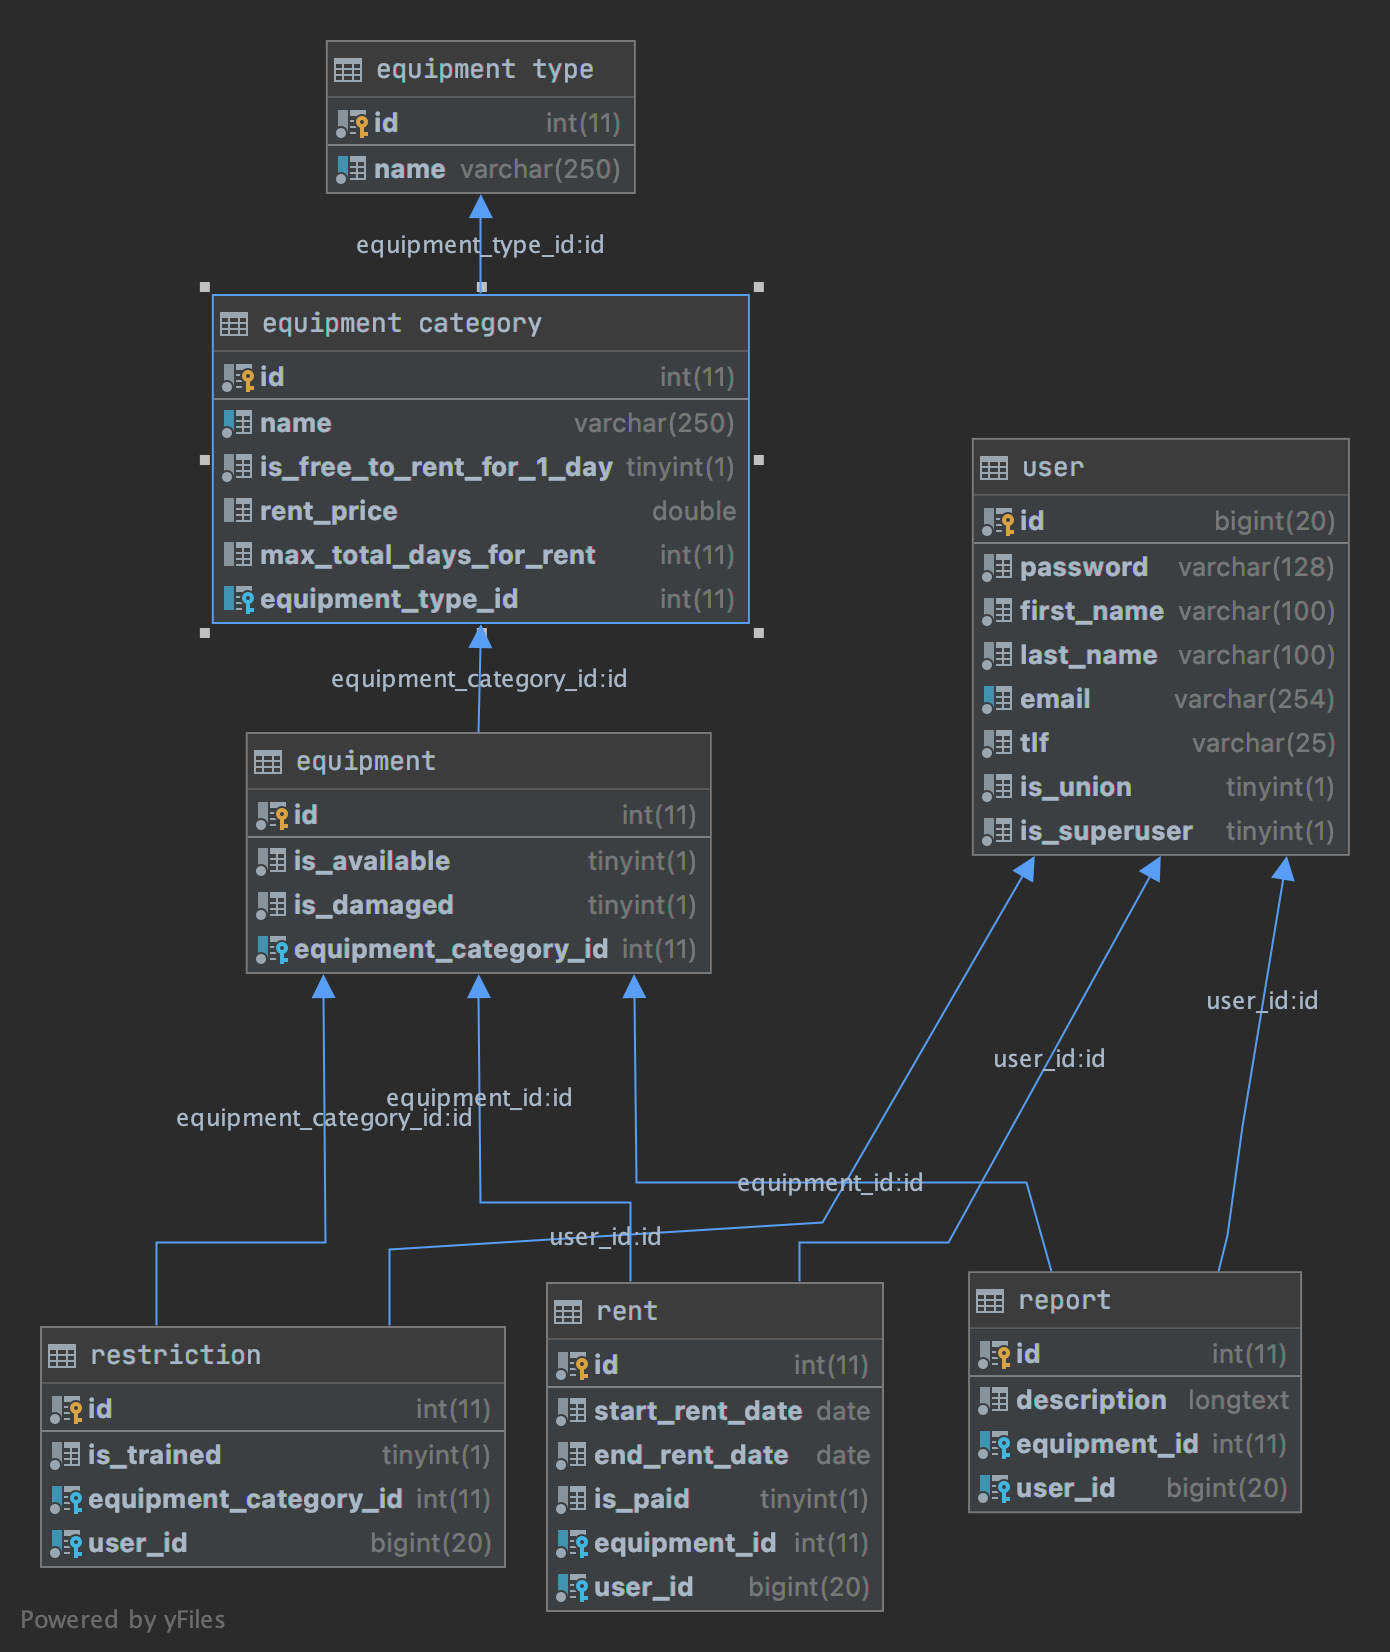 equipment type
id int(11)
name varchar(250)
equipment_type_id:id
equipment category
id int(11)
name varchar(250)
is_free_to_rent_for_1_day tinyint(1)
rent_price double
max_total_days_for_rent int(11)
equipment_type_id int(11)
equipment_category_id:id
user
id bigint(20)
password varchar(128)
first_name varchar(100)
last_name varchar(100)
email varchar(254)
tlf varchar(25)
is_union tinyint(1)
is_superuser tinyint(1)
equipment
id int(11)
is_available tinyint(1)
is_damaged tinyint(1)
equipment_category_id int(11)
user_id:id
user_id:id
equipment_id:id
equipment_category_id:id
equipment_id:id
user_id:id
restriction
id int(11)
is_trained tinyint(1)
equipment_category_id int(11)
user_id bigint(20)
rent
id int(11)
start_rent_date date
end_rent_date date
is_paid tinyint(1)
equipment_id int(11)
user_id bigint(20)
report
id int(11)
description longtext
equipment_id int(11)
user_id bigint(20)
Powered by yFiles